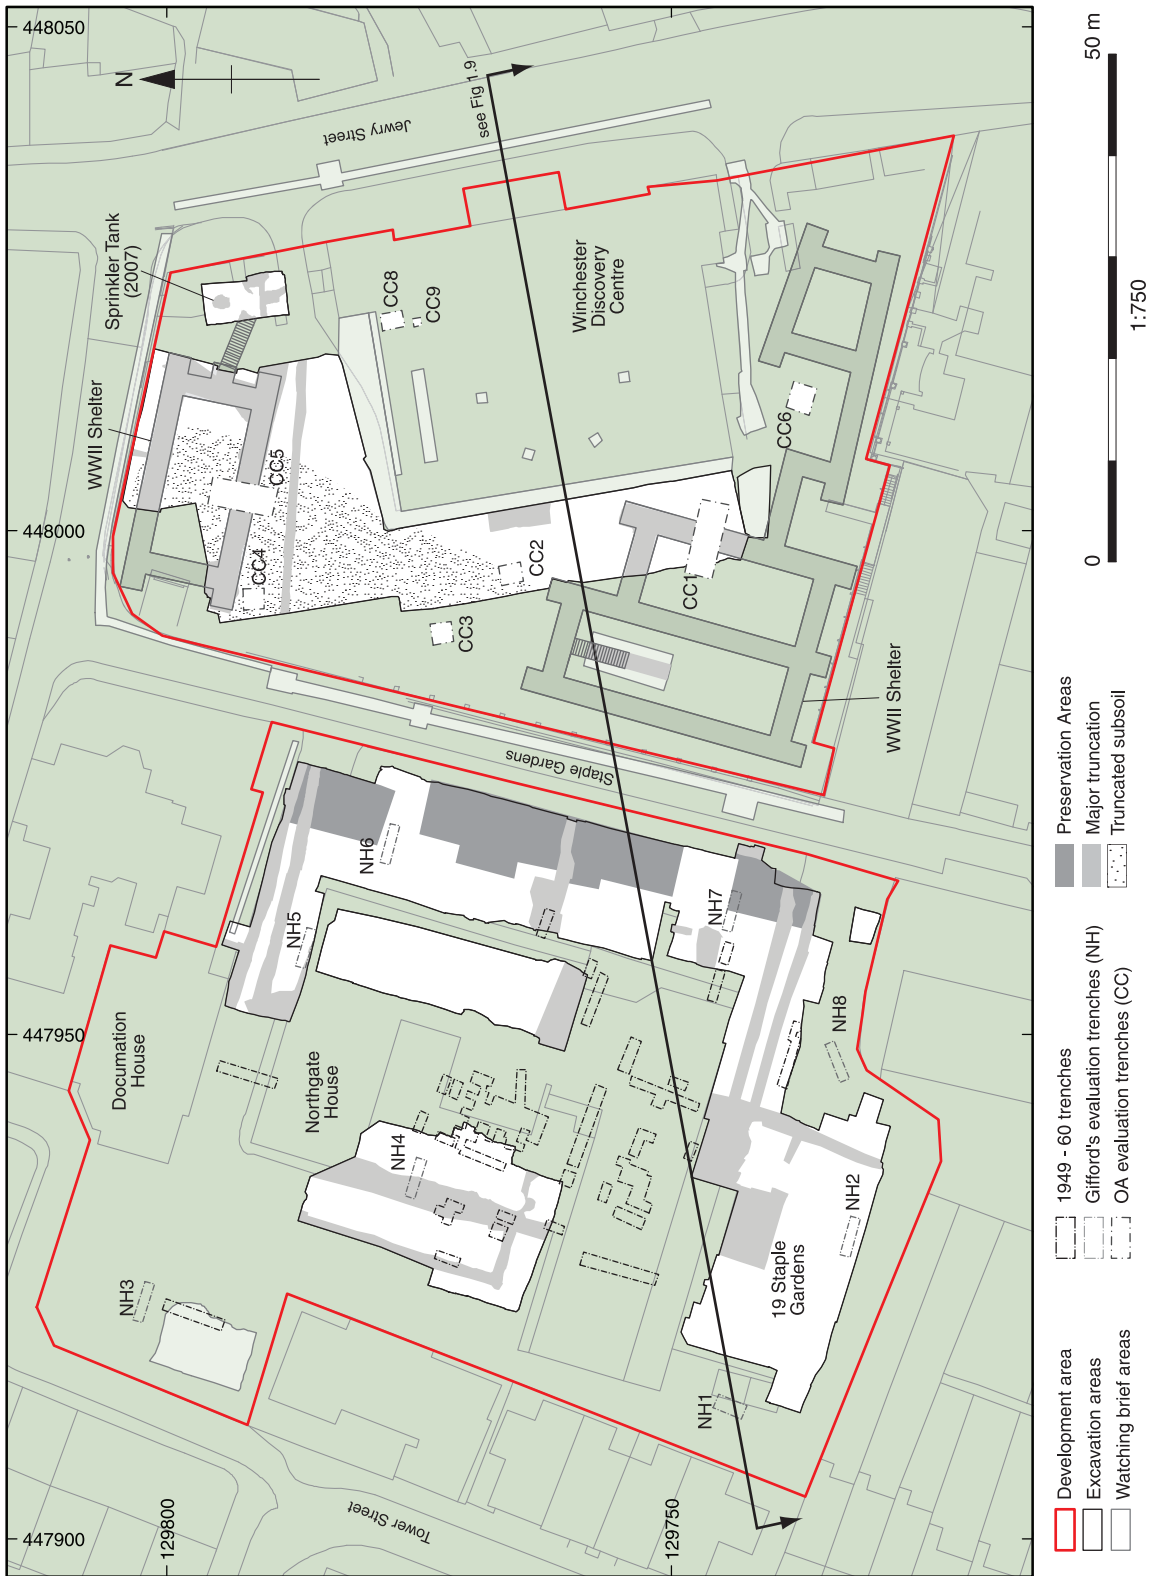 448050
448000
447950
447900
129800
129750
N
Jewry Street
see Fig 1.9
Sprinkler Tank
(2007)
WWII Shelter
CC8
CC9
Winchester
Discovery
Centre
CC5
CC4
CC6
CC2
CC3
CC1
WWII Shelter
Staple Gardens
NH6
NH5
NH7
NH8
Documation
House
Northgate
House
NH4
NH3
NH2
19 Staple
Gardens
NH1
Tower Street
0
50 m
1:750
Development area
Excavation areas
Watching brief areas
1949 - 60 trenches
Gifford's evaluation trenches (NH)
OA evaluation trenches (CC)
Preservation Areas
Major truncation
Truncated subsoil